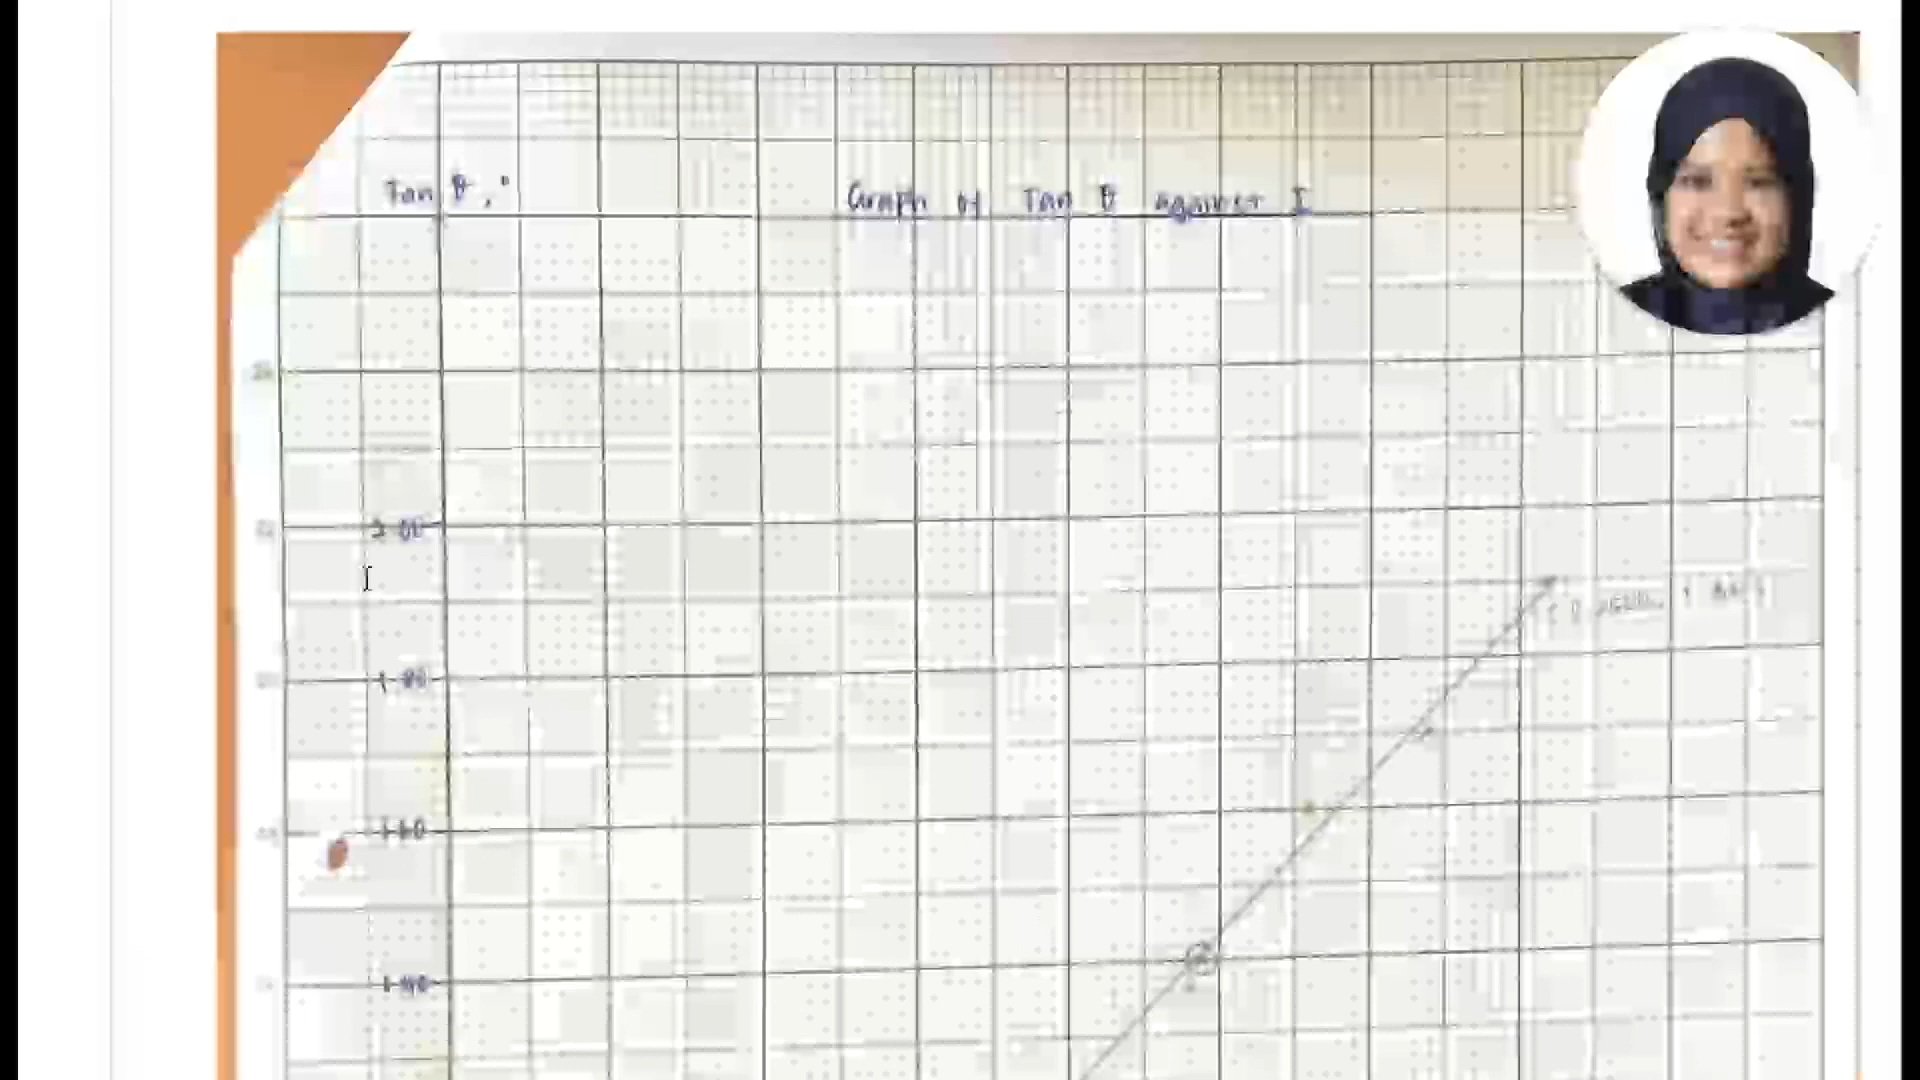 Tan θ, °
Graph of Tan θ against I
2.00
1.80
1.60
1.40